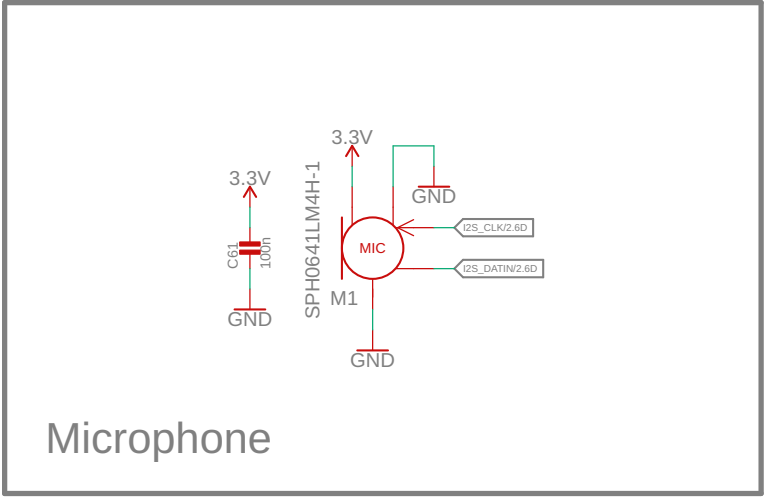 3.3V
3.3V
GND
SPH0641LM4H-1
I2S_CLK/2.6D
MIC
C61
100n
I2S_DATIN/2.6D
M1
GND
GND
Microphone